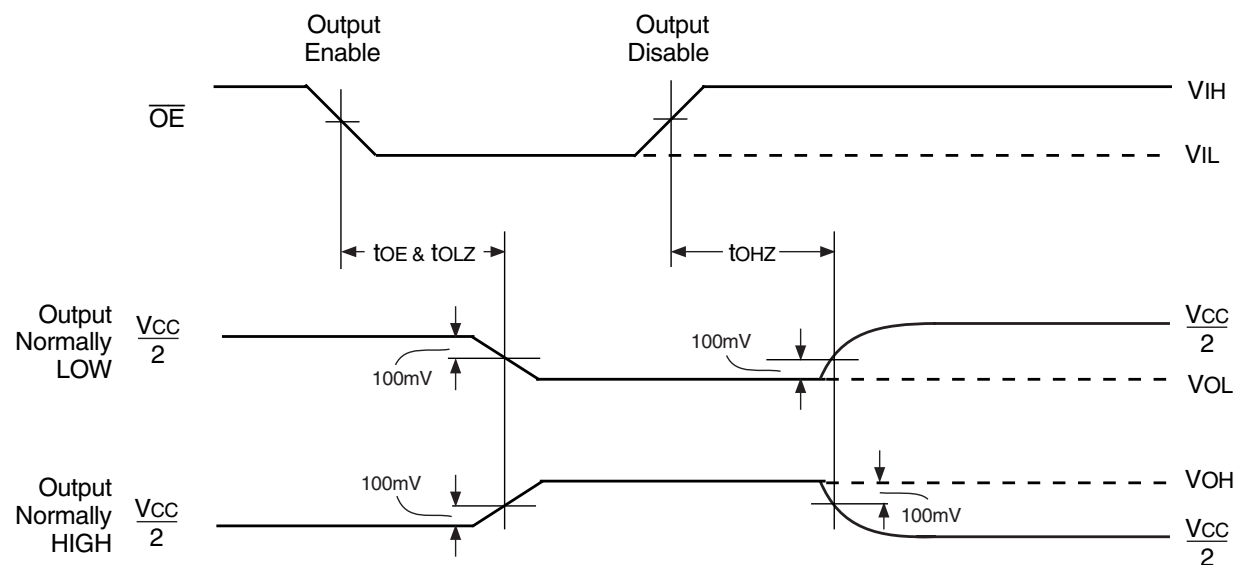 Output
Enable
Output
Disable
OE
VIH
VIL
tOE & tOLZ
tOHZ
Output
Normally
LOW
VCC
2
100mV
100mV
VCC
2
VOL
Output
Normally
HIGH
VCC
2
100mV
100mV
VOH
VCC
2